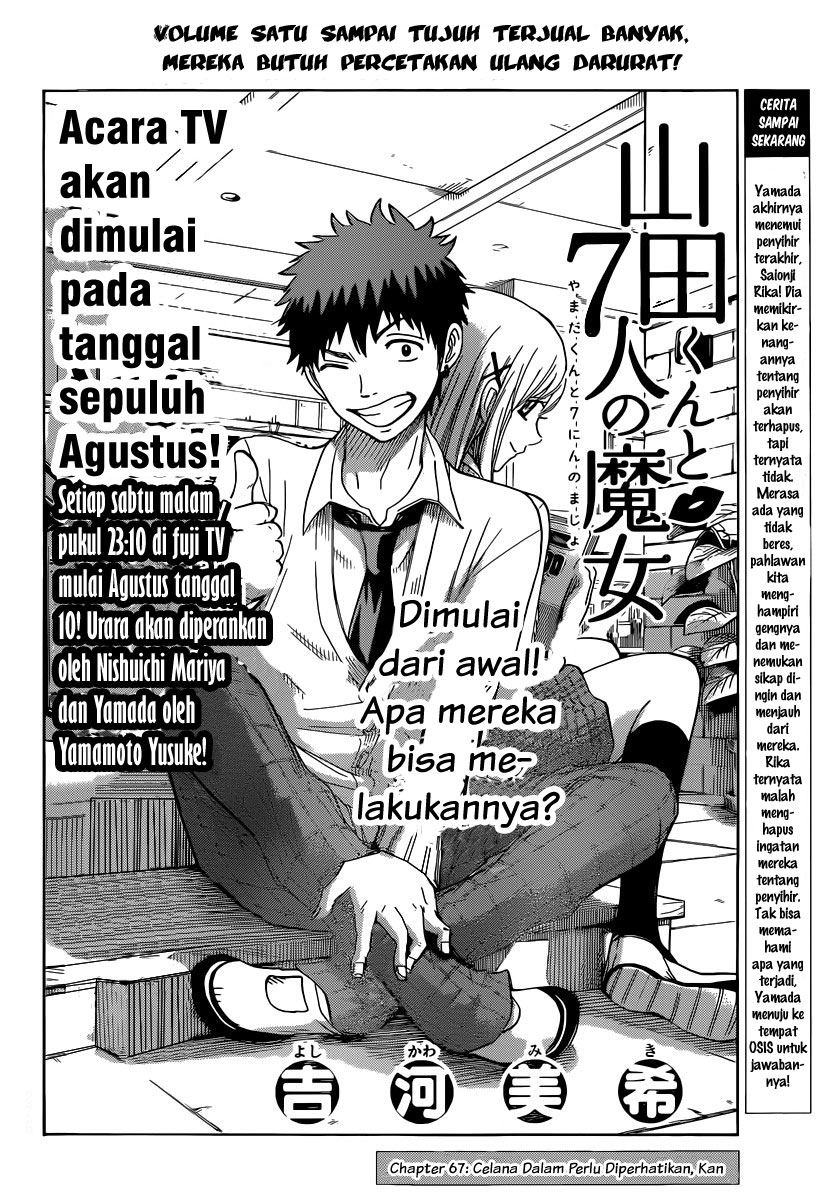 VOLUME SATU SAMPAI TUJUH TERJUAL BANYAK,
MEREKA BUTUH PERCETAKAN ULANG DARURAT!
Acara TV
akan
dimulai
pada
tanggal
sepuluh
Agustus!
Setiap sabtu malam
pukul 23:10 di fuji TV
mulai Agustus tanggal
10! Urara akan diperankan
oleh Nishuichi Mariya
dan Yamada oleh
Yamamoto Yusuke!
山田くんと
7人の魔女
やまだくんと7にんのまじょ
Dimulai
dari awal!
Apa mereka
bisa me-
lakukannya?
CERITA
SAMPAI
SEKARANG
Yamada
akhirnya
menemui
penyihir
terakhir,
Salonji
Rika! Dia
memikir-
kan ke-
nang-
annya
tentang
penyihir
akan
terhapus,
tapi
ternyata
tidak.
Merasa
ada yang
tidak
beres,
pahlawan
kita
meng-
hampiri
gengnya
dan me-
nemukan
sikap di-
ngin dan
menjauh
dari
mereka.
Rika
ternyata
malah
meng-
hapus
ingatan
mereka
tentang
penyihir.
Tak bisa
mema-
hami
apa yang
terjadi,
Yamada
menuju ke
tempat
OSIS untuk
jawaban-
nya!
よし かわ み き
吉河美希
Chapter 67: Celana Dalam Perlu Diperhatikan, Kan